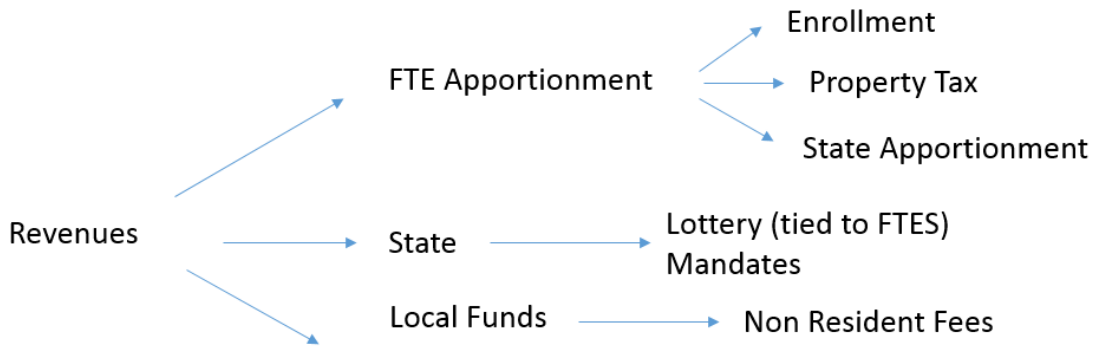 Enrollment
FTE Apportionment
Property Tax
State Apportionment
Revenues
State
Lottery (tied to FTES)
Mandates
Local Funds
Non Resident Fees